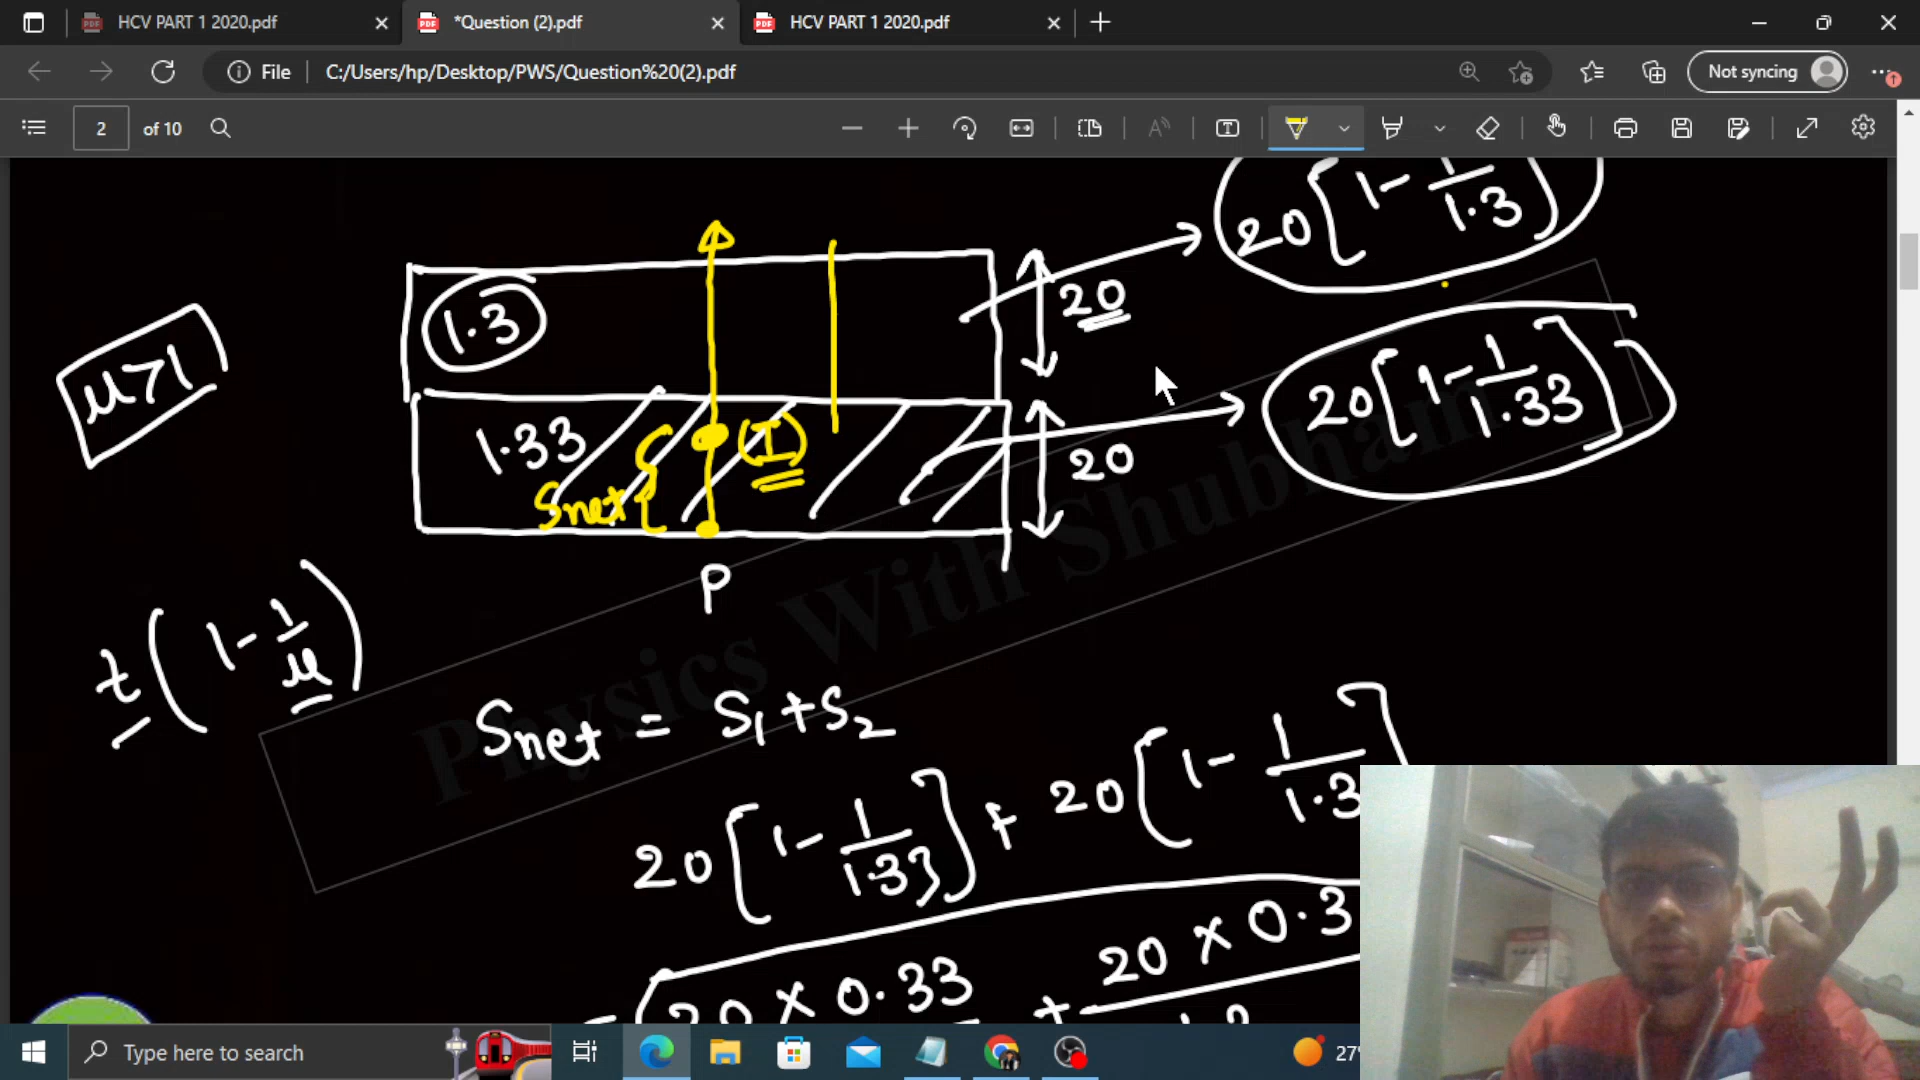 HCV PART 1 2020.pdf
*Question (2).pdf
HCV PART 1 2020.pdf
File
C:/Users/hp/Desktop/PWS/Question%20(2).pdf
Not syncing
2
of 10
20[1-1/1.3]
1.3
20
μ>1
20[1-1/1.33]
1.33
(I)
20
Snet
P
t(1-1/μ)
Physics With Shubham
Snet = S1+S2
20[1-1/1.33] + 20[1-1/1.3]
= 20 × 0.33 + 20 × 0.3
Type here to search
27°